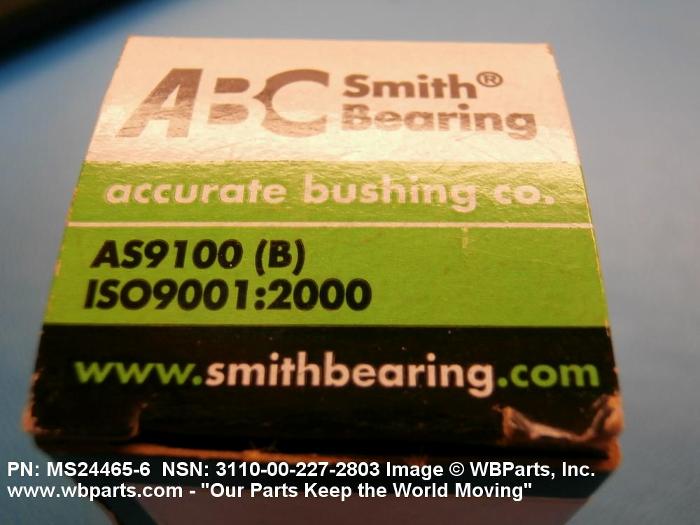 ABC Smith®
Bearing
accurate bushing co.
AS9100 (B)
ISO9001:2000
www.smithbearing.com
PN: MS24465-6 NSN: 3110-00-227-2803 Image © WBParts, Inc.
www.wbparts.com - "Our Parts Keep the World Moving"